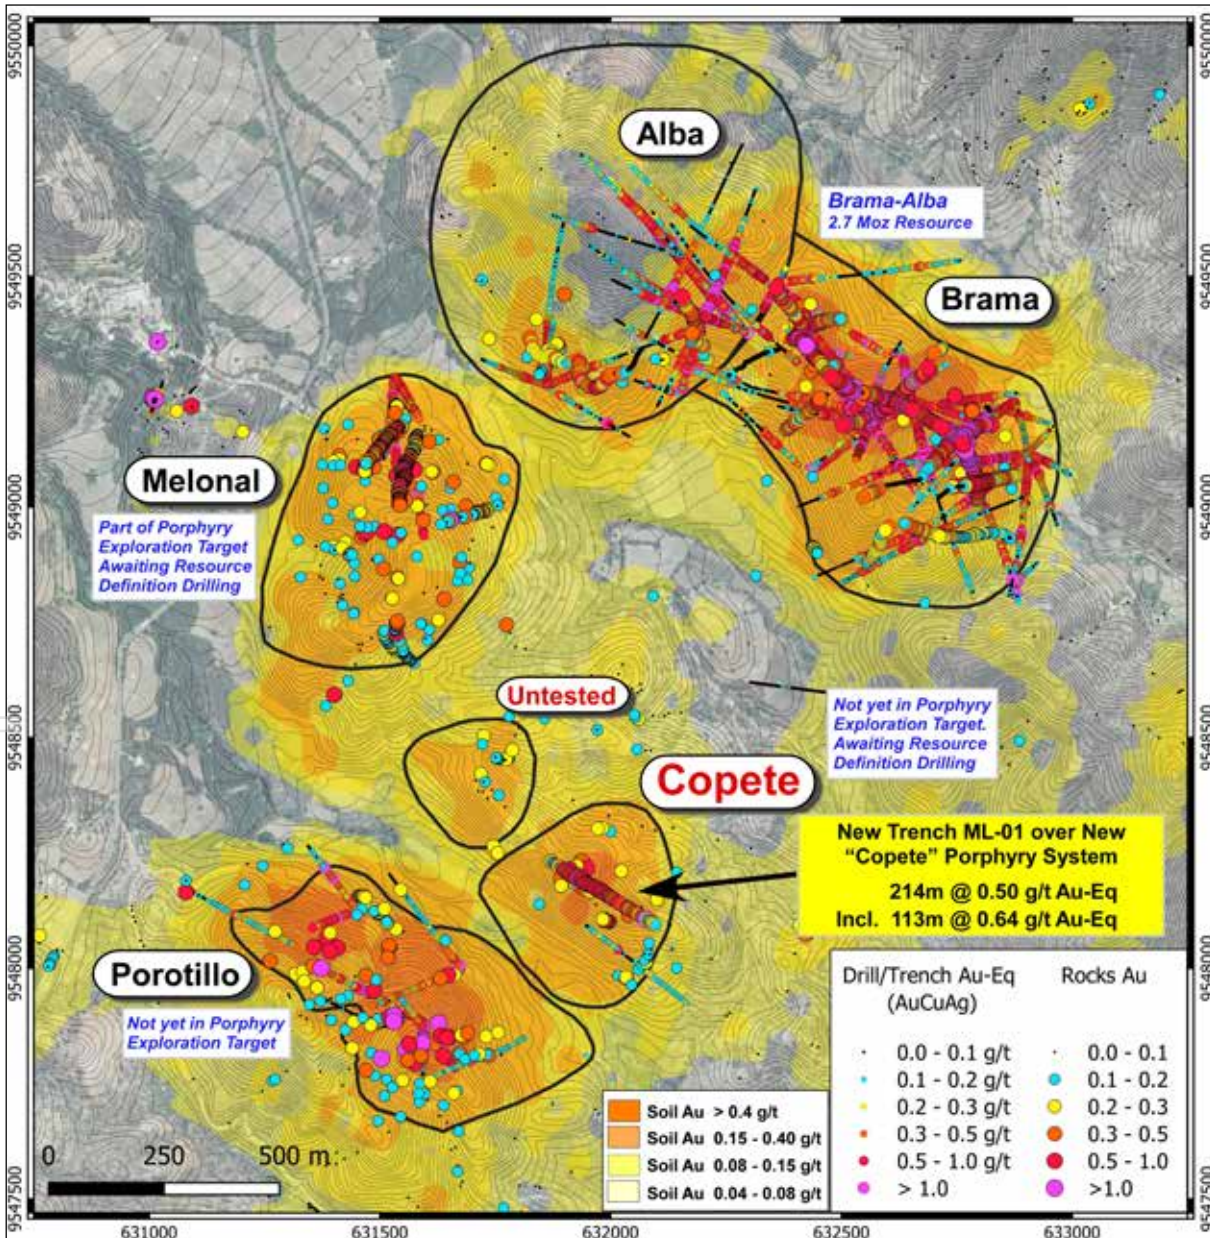 9550000
9550000
Alba
Brama-Alba
2.7 Moz Resource
9549500
9549500
Brama
Melonal
Part of Porphyry
Exploration Target
Awaiting Resource
Definition Drilling
9549000
9549000
Untested
Not yet in Porphyry
Exploration Target.
Awaiting Resource
Definition Drilling
9548500
9548500
Copete
New Trench ML-01 over New
“Copete” Porphyry System
214m @ 0.50 g/t Au-Eq
Incl. 113m @ 0.64 g/t Au-Eq
9548000
9548000
Porotillo
Not yet in Porphyry
Exploration Target
Drill/Trench Au-Eq
(AuCuAg)
0.0 - 0.1 g/t
0.1 - 0.2 g/t
0.2 - 0.3 g/t
0.3 - 0.5 g/t
0.5 - 1.0 g/t
> 1.0
Rocks Au
0.0 - 0.1
0.1 - 0.2
0.2 - 0.3
0.3 - 0.5
0.5 - 1.0
>1.0
Soil Au > 0.4 g/t
Soil Au 0.15 - 0.40 g/t
Soil Au 0.08 - 0.15 g/t
Soil Au 0.04 - 0.08 g/t
0 250 500 m.
9547500
9547500
631000 631500 632000 632500 633000